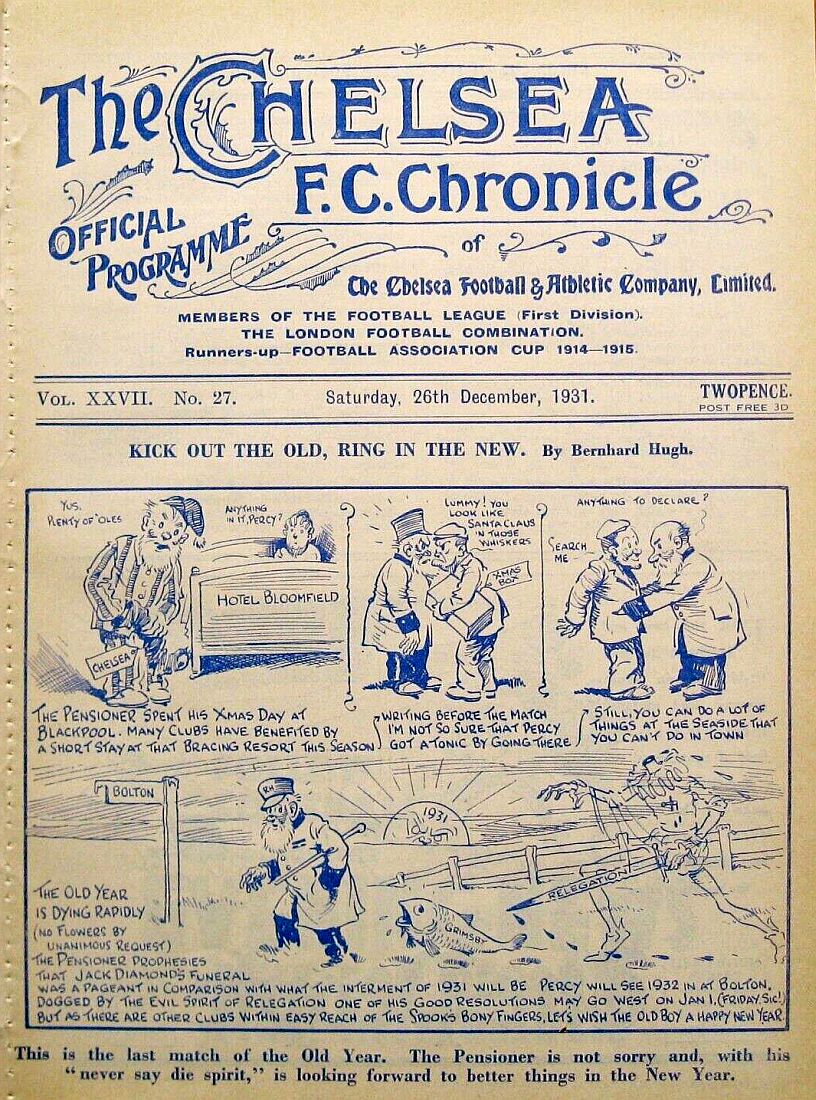 The CHELSEA
F.C. Chronicle
OFFICIAL
PROGRAMME
of
The Chelsea Football & Athletic Company, Limited.
MEMBERS OF THE FOOTBALL LEAGUE (First Division).
THE LONDON FOOTBALL COMBINATION.
Runners-up—FOOTBALL ASSOCIATION CUP 1914—1915.
VOL. XXVII. No. 27.
Saturday, 26th December, 1931.
TWOPENCE.
POST FREE 3D
KICK OUT THE OLD, RING IN THE NEW. By Bernhard Hugh.
YUS,
PLENTY OF 'OLES
ANYTHING
IN IT, PERCY?
HOTEL BLOOMFIELD
CHELSEA
LUMMY! YOU
LOOK LIKE
SANTA CLAUS
'N THOSE
WHISKERS
XMAS
BOX
ANYTHING TO DECLARE?
SEARCH
ME
THE PENSIONER SPENT HIS XMAS DAY AT
BLACKPOOL. MANY CLUBS HAVE BENEFITED BY
A SHORT STAY AT THAT BRACING RESORT THIS SEASON
WRITING BEFORE THE MATCH
I'M NOT SO SURE THAT PERCY
GOT A TONIC BY GOING THERE
STILL, YOU CAN DO A LOT OF
THINGS AT THE SEASIDE THAT
YOU CAN'T DO IN TOWN
BOLTON
RH
1931
GRIMSBY
RELEGATION
THE OLD YEAR
IS DYING RAPIDLY
(NO FLOWERS BY
UNANIMOUS REQUEST)
THE PENSIONER PROPHESIES
THAT JACK DIAMOND'S FUNERAL
WAS A PAGEANT IN COMPARISON WITH WHAT THE INTERMENT OF 1931 WILL BE PERCY WILL SEE 1932 IN AT BOLTON.
DOGGED BY THE EVIL SPIRIT OF RELEGATION ONE OF HIS GOOD RESOLUTIONS MAY GO WEST ON JAN 1, (FRIDAY, SIC!)
BUT AS THERE ARE OTHER CLUBS WITHIN EASY REACH OF THE SPOOK'S BONY FINGERS, LET'S WISH THE OLD BOY A HAPPY NEW YEAR.
This is the last match of the Old Year. The Pensioner is not sorry and, with his
"never say die spirit," is looking forward to better things in the New Year.